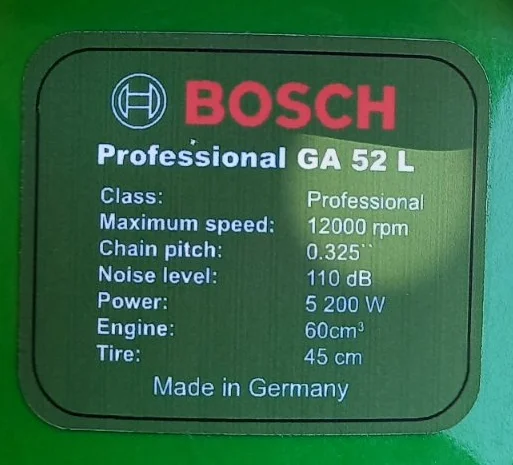 BOSCH
Professional GA 52 L
Class: Professional
Maximum speed: 12000 rpm
Chain pitch: 0.325``
Noise level: 110 dB
Power: 5 200 W
Engine: 60cm³
Tire: 45 cm
Made in Germany